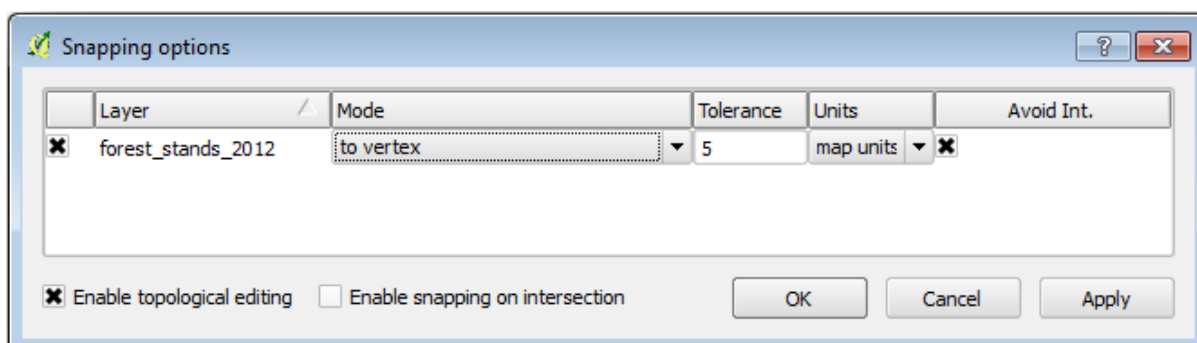 Snapping options
Layer Mode Tolerance Units Avoid Int.
forest_stands_2012 to vertex 5 map units
Enable topological editing Enable snapping on intersection OK Cancel Apply